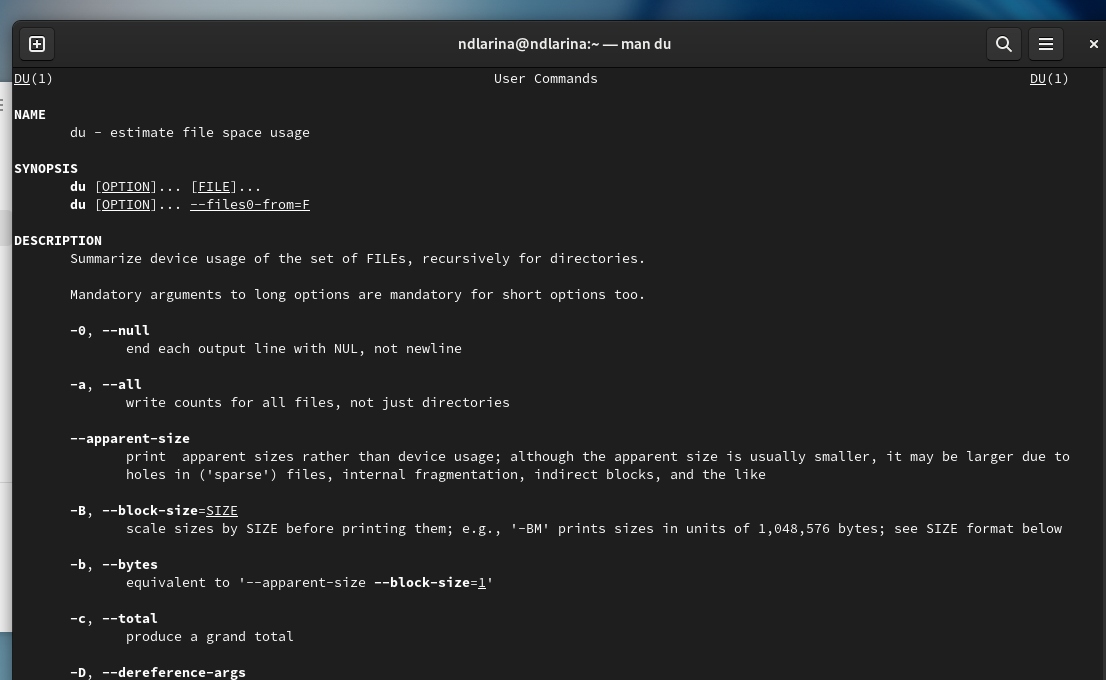 ndlarina@ndlarina:~ — man du
DU(1) User Commands DU(1)
NAME
du - estimate file space usage
SYNOPSIS
du [OPTION]... [FILE]...
du [OPTION]... --files0-from=F
DESCRIPTION
Summarize device usage of the set of FILEs, recursively for directories.
Mandatory arguments to long options are mandatory for short options too.
-0, --null
end each output line with NUL, not newline
-a, --all
write counts for all files, not just directories
--apparent-size
print  apparent sizes rather than device usage; although the apparent size is usually smaller, it may be larger due to
holes in ('sparse') files, internal fragmentation, indirect blocks, and the like
-B, --block-size=SIZE
scale sizes by SIZE before printing them; e.g., '-BM' prints sizes in units of 1,048,576 bytes; see SIZE format below
-b, --bytes
equivalent to '--apparent-size --block-size=1'
-c, --total
produce a grand total
-D, --dereference-args